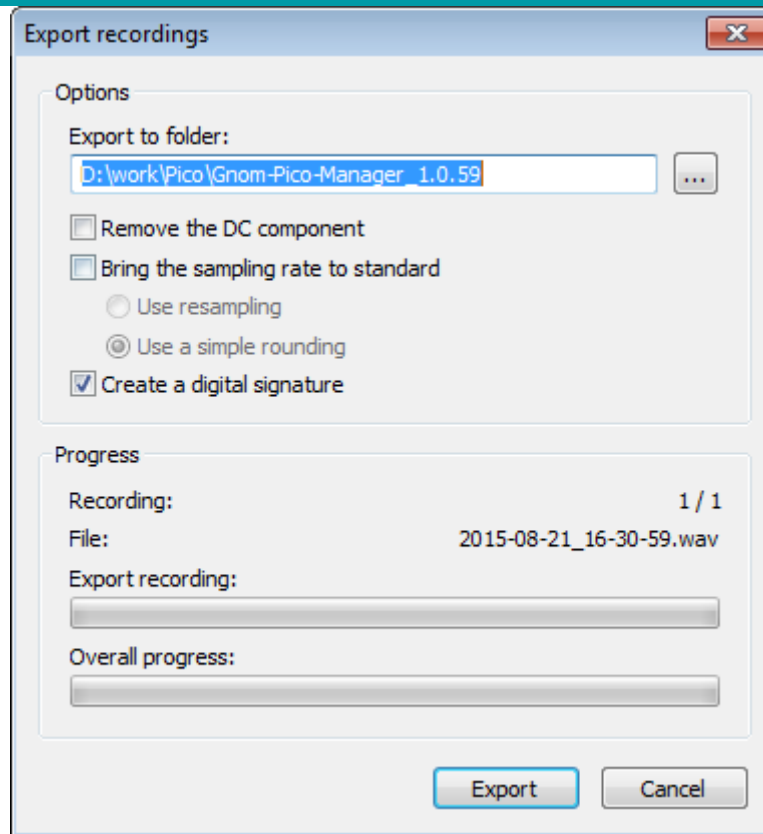 Export recordings
Options
Export to folder:
D:\work\Pico\Gnom-Pico-Manager_1.0.59
...
Remove the DC component
Bring the sampling rate to standard
Use resampling
Use a simple rounding
Create a digital signature
Progress
Recording: 1 / 1
File: 2015-08-21_16-30-59.wav
Export recording:
Overall progress:
Export Cancel